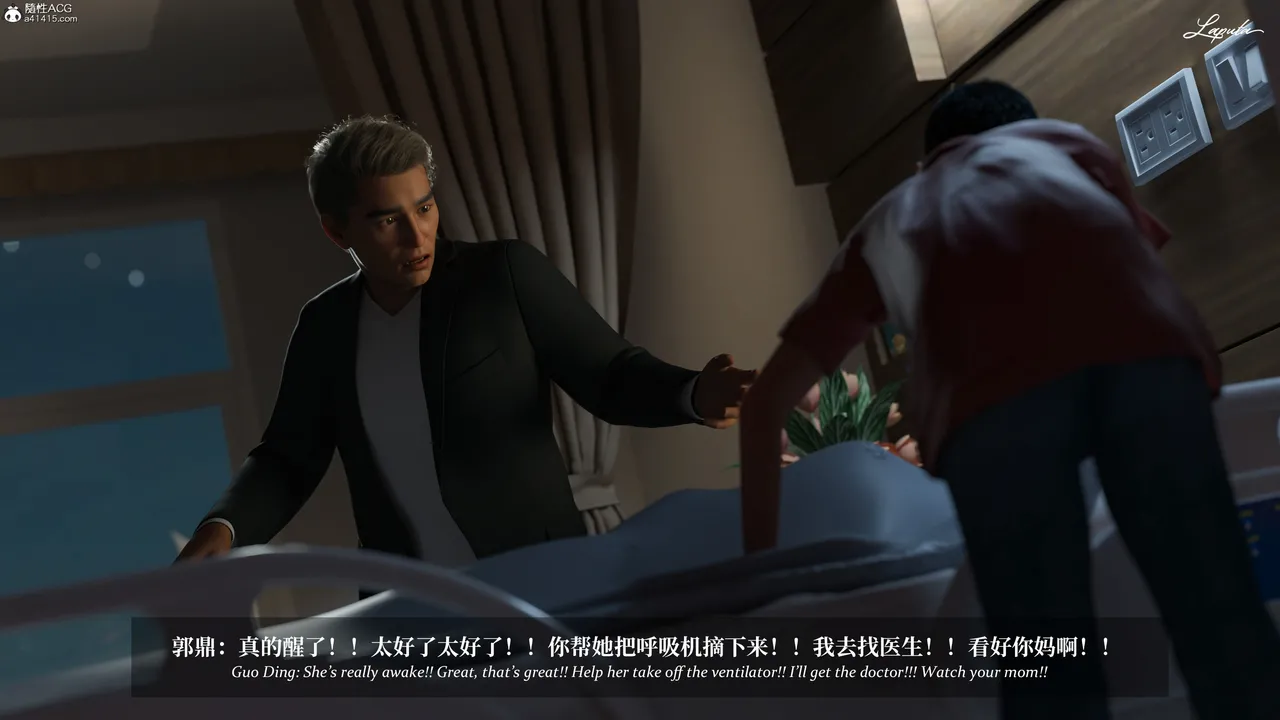 隨性ACG
a41415.com
Laputa
郭鼎：真的醒了！！太好了太好了！！你帮她把呼吸机摘下来！！我去找医生！！看好你妈啊！！
Guo Ding: She's really awake!! Great, that's great!! Help her take off the ventilator!! I'll get the doctor!!! Watch your mom!!